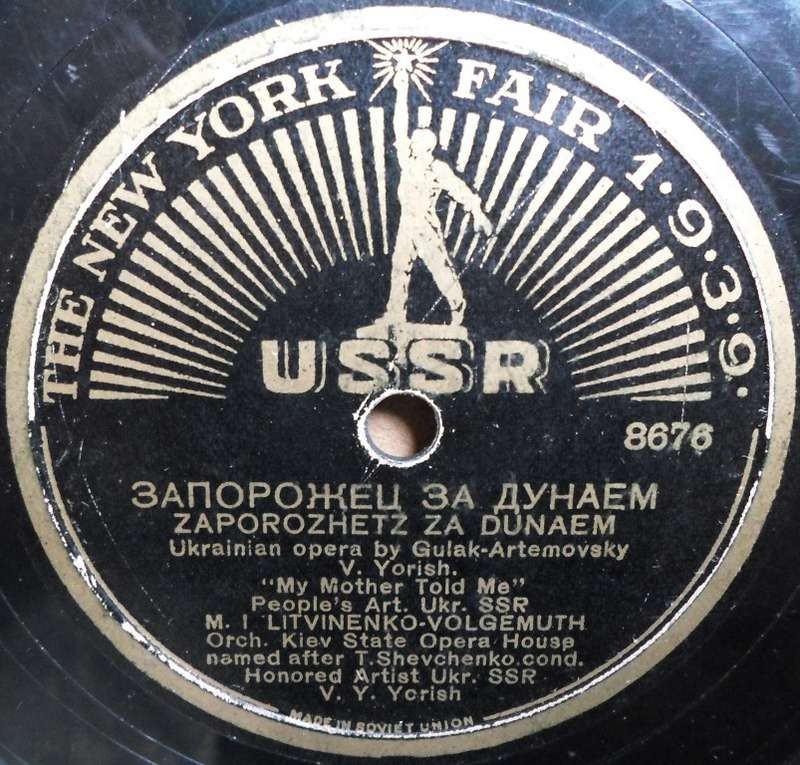 THE NEW YORK FAIR 1·9·3·9·
USSR
8676
ЗАПОРОЖЕЦ ЗА ДУНАЕМ
ZAPOROZHETZ ZA DUNAEM
Ukrainian opera by Gulak-Artemovsky
V. Yorish.
"My Mother Told Me"
People's Art. Ukr. SSR
M. I LITVINENKO-VOLGEMUTH
Orch. Kiev State Opera House
named after T.Shevchenko.cond.
Honored Artist Ukr. SSR
V. Y. Yorish
MADE IN SOVIET UNION